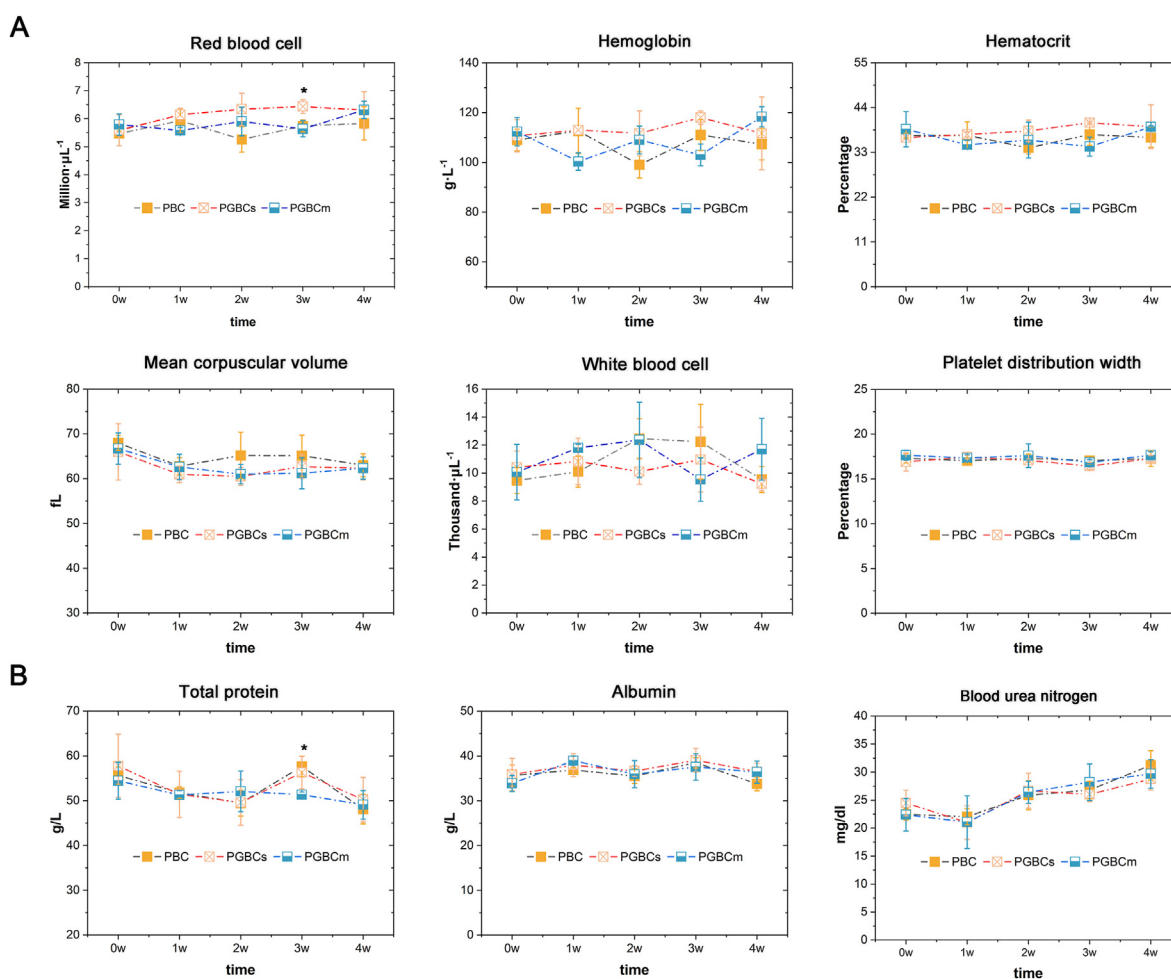 A
Red blood cell
Million·μL⁻¹
8
7
6
5
4
3
2
1
0
*
PBC PGBCs PGBCm
0w 1w 2w 3w 4w
time
Hemoglobin
g·L⁻¹
140
120
100
80
60
PBC PGBCs PGBCm
0w 1w 2w 3w 4w
time
Hematocrit
Percentage
55
44
33
22
11
0
PBC PGBCs PGBCm
0w 1w 2w 3w 4w
time
Mean corpuscular volume
fL
80
70
60
50
40
30
PBC PGBCs PGBCm
0w 1w 2w 3w 4w
time
White blood cell
Thousand·μL⁻¹
16
14
12
10
8
6
4
2
0
PBC PGBCs PGBCm
0w 1w 2w 3w 4w
time
Platelet distribution width
Percentage
25
20
15
10
5
0
PBC PGBCs PGBCm
0w 1w 2w 3w 4w
time
B
Total protein
g/L
70
60
50
40
30
20
*
PBC PGBCs PGBCm
0w 1w 2w 3w 4w
time
Albumin
g/L
50
40
30
20
10
0
PBC PGBCs PGBCm
0w 1w 2w 3w 4w
time
Blood urea nitrogen
mg/dl
40
35
30
25
20
15
10
5
0
PBC PGBCs PGBCm
0w 1w 2w 3w 4w
time